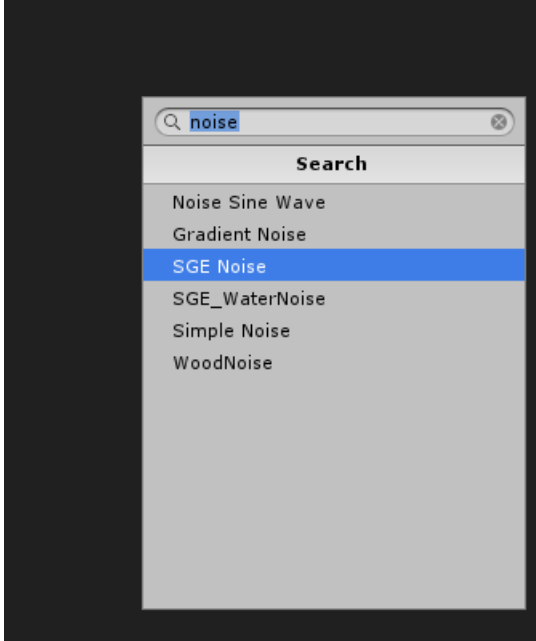 noise
Search
Noise Sine Wave
Gradient Noise
SGE Noise
SGE_WaterNoise
Simple Noise
WoodNoise